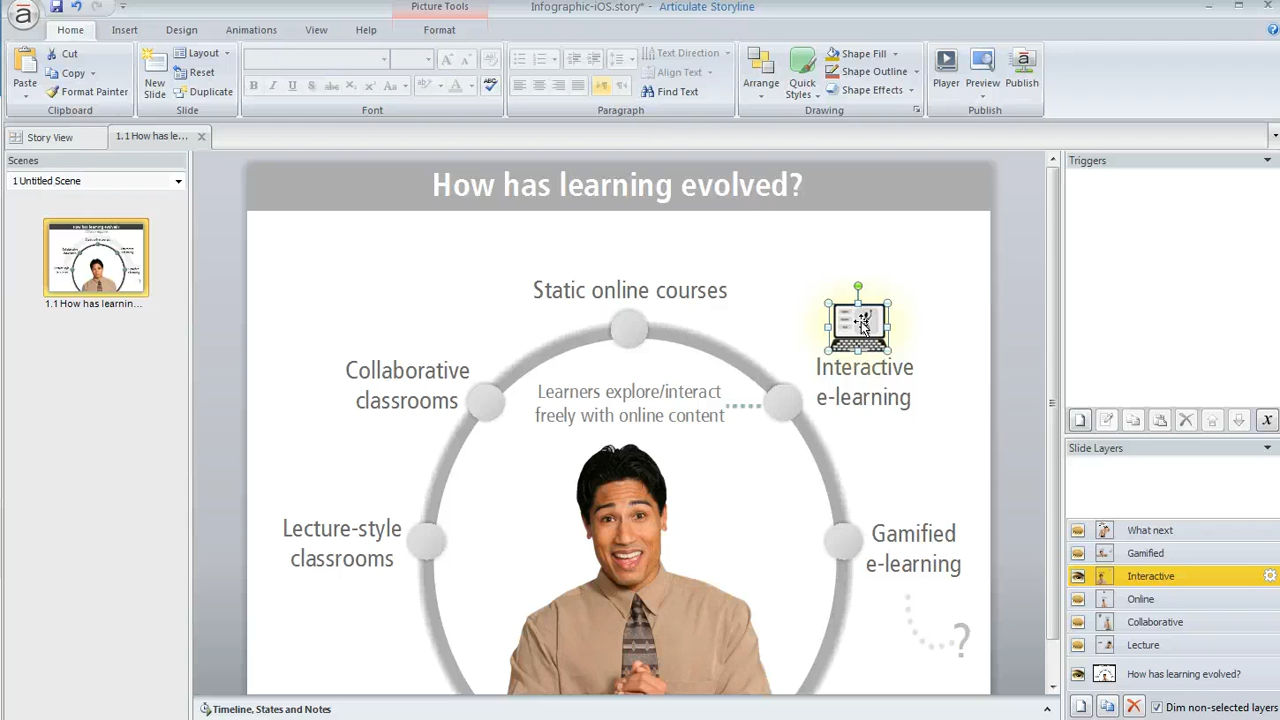 Picture Tools
Infographic-iOS.story* - Articulate Storyline
Home Insert Design Animations View Help Format
Paste
Cut
Copy
Format Painter
Clipboard
New Slide
Layout
Reset
Duplicate
Slide
B I U S abc X₂ X² Aa
Font
Text Direction
Align Text
Find Text
Paragraph
Arrange
Quick Styles
Shape Fill
Shape Outline
Shape Effects
Drawing
Player
Preview
Publish
Publish
Story View
1.1 How has le...
Scenes
1 Untitled Scene
1.1 How has learnin...
How has learning evolved?
Static online courses
Collaborative
classrooms
Learners explore/interact
freely with online content
Interactive
e-learning
Lecture-style
classrooms
Gamified
e-learning
?
Timeline, States and Notes
Triggers
x
Slide Layers
What next
Gamified
Interactive
Online
Collaborative
Lecture
How has learning evolved?
Dim non-selected layers